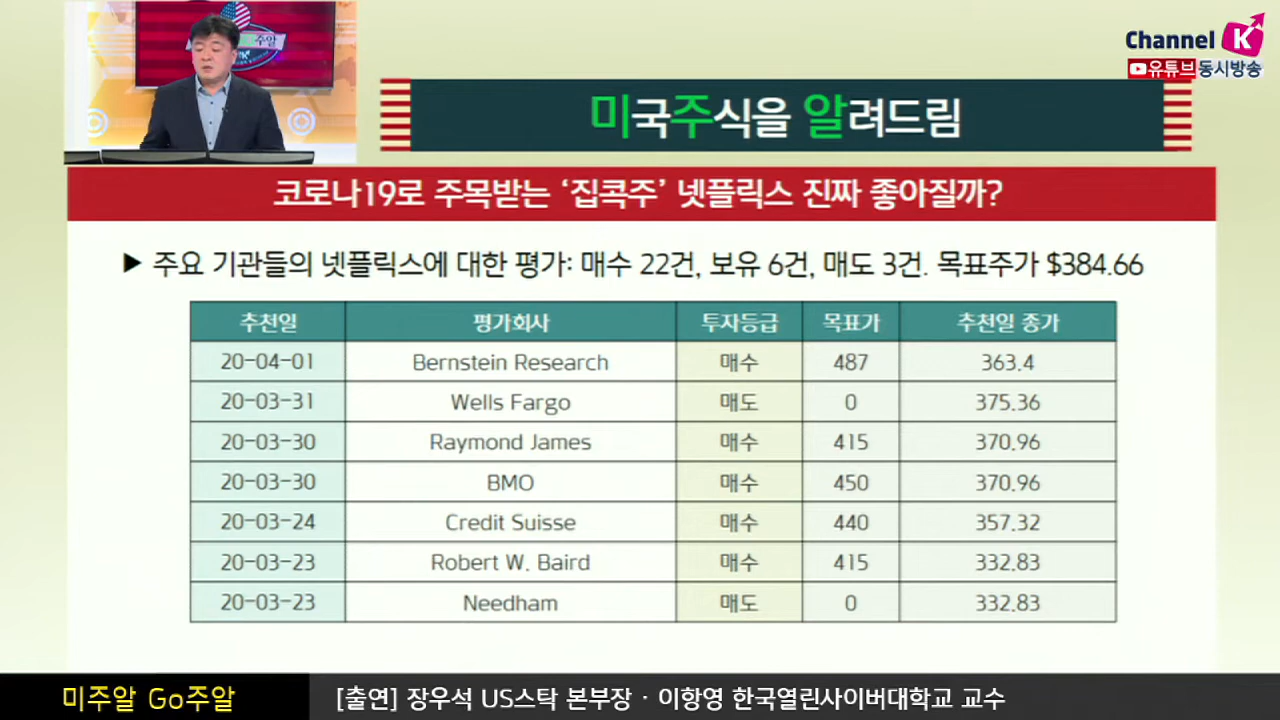 주알
Channel K
유튜브 동시방송
미국주식을 알려드림
코로나19로 주목받는 '집콕주' 넷플릭스 진짜 좋아질까?
▶ 주요 기관들의 넷플릭스에 대한 평가: 매수 22건, 보유 6건, 매도 3건. 목표주가 $384.66
추천일 평가회사 투자등급 목표가 추천일 종가
20-04-01 Bernstein Research 매수 487 363.4
20-03-31 Wells Fargo 매도 0 375.36
20-03-30 Raymond James 매수 415 370.96
20-03-30 BMO 매수 450 370.96
20-03-24 Credit Suisse 매수 440 357.32
20-03-23 Robert W. Baird 매수 415 332.83
20-03-23 Needham 매도 0 332.83
미주알 Go주알 [출연] 장우석 US스탁 본부장 · 이항영 한국열린사이버대학교 교수